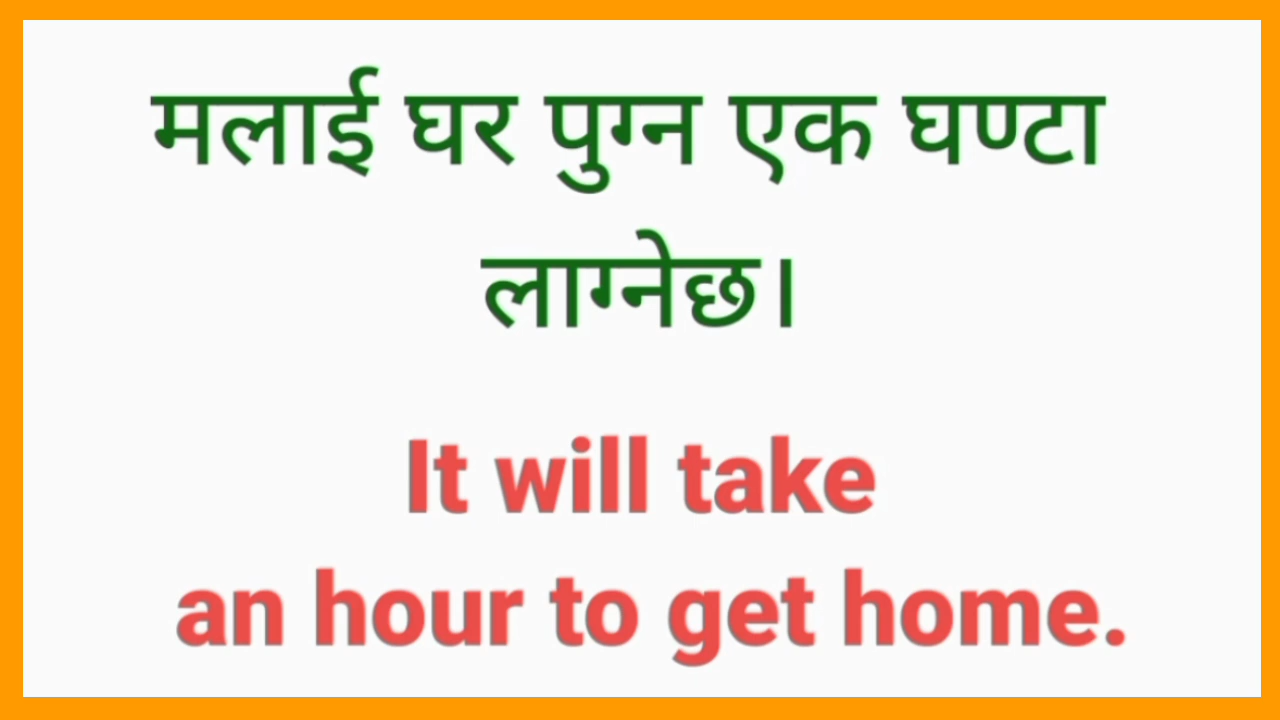 मलाई घर पुग्न एक घण्टा
लाग्नेछ।
It will take
an hour to get home.